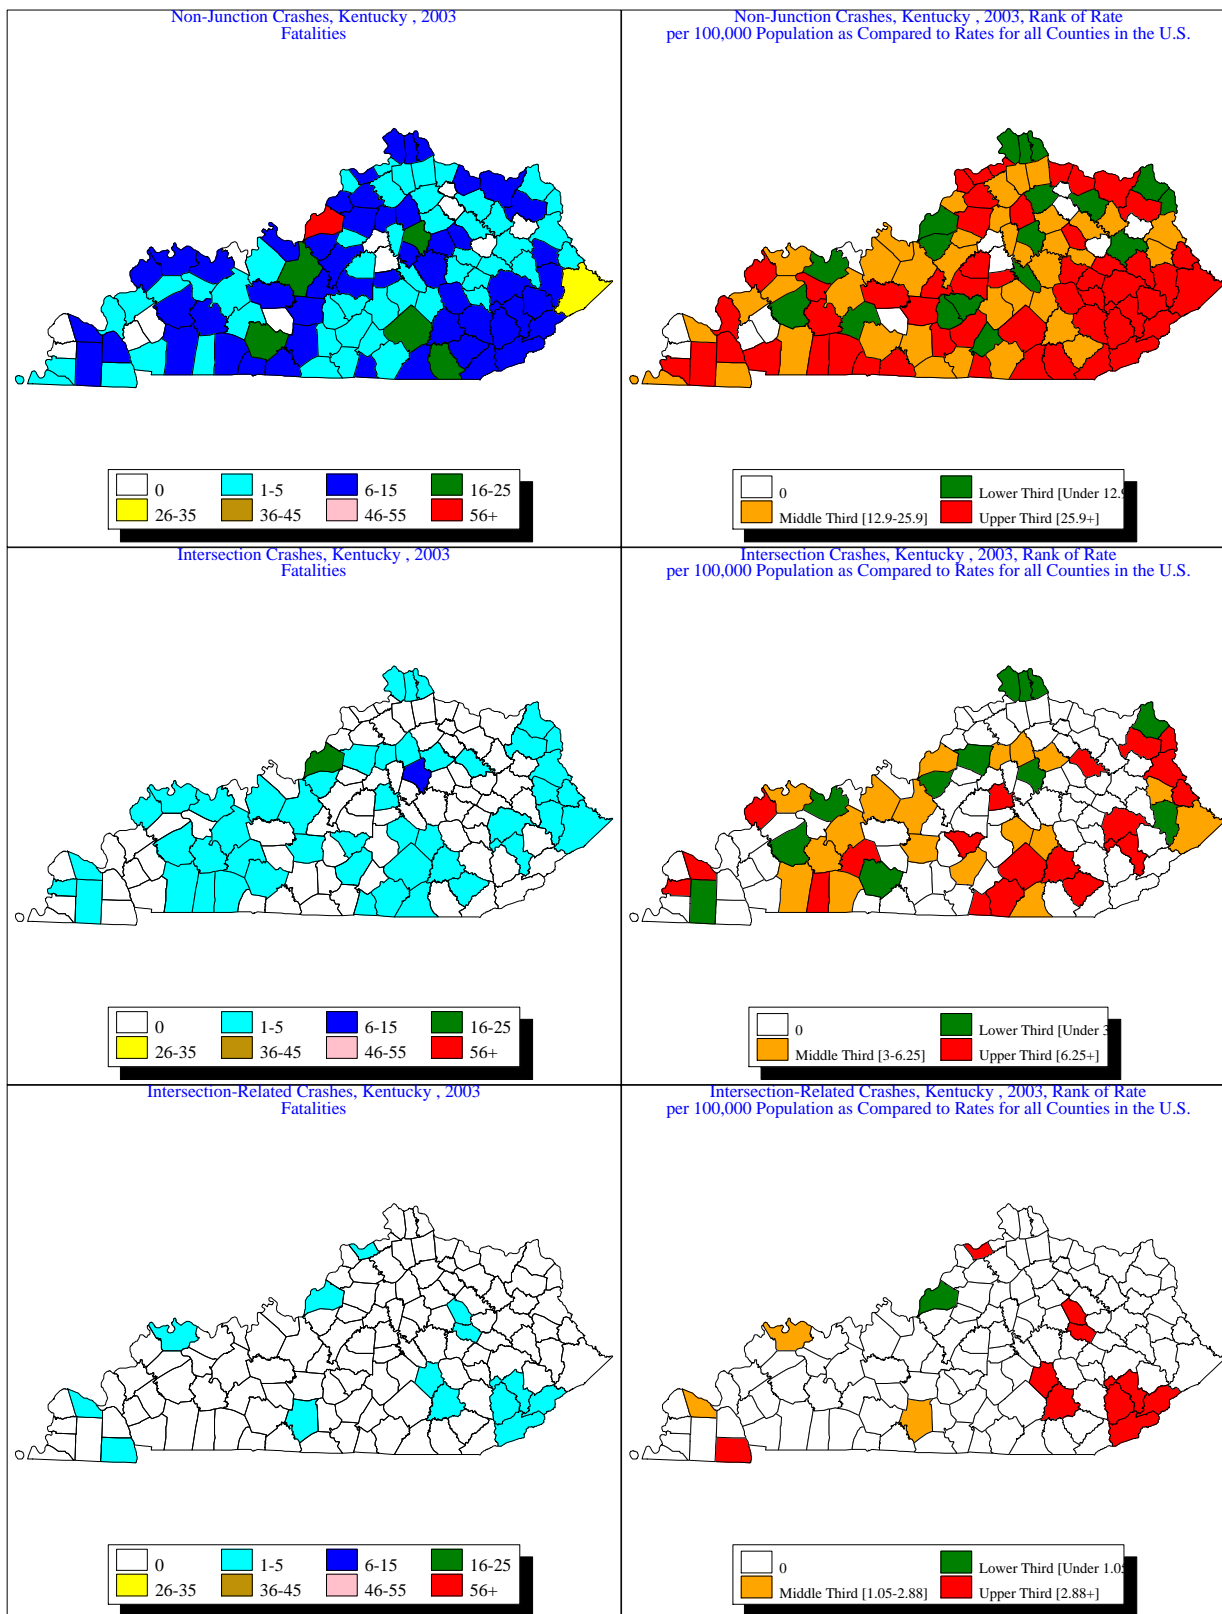 Non-Junction Crashes, Kentucky , 2003
Fatalities
0
1-5
6-15
16-25
26-35
36-45
46-55
56+
Non-Junction Crashes, Kentucky , 2003, Rank of Rate
per 100,000 Population as Compared to Rates for all Counties in the U.S.
0
Lower Third [Under 12.9
Middle Third [12.9-25.9]
Upper Third [25.9+]
Intersection Crashes, Kentucky , 2003
Fatalities
0
1-5
6-15
16-25
26-35
36-45
46-55
56+
Intersection Crashes, Kentucky , 2003, Rank of Rate
per 100,000 Population as Compared to Rates for all Counties in the U.S.
0
Lower Third [Under 3
Middle Third [3-6.25]
Upper Third [6.25+]
Intersection-Related Crashes, Kentucky , 2003
Fatalities
0
1-5
6-15
16-25
26-35
36-45
46-55
56+
Intersection-Related Crashes, Kentucky , 2003, Rank of Rate
per 100,000 Population as Compared to Rates for all Counties in the U.S.
0
Lower Third [Under 1.05
Middle Third [1.05-2.88]
Upper Third [2.88+]